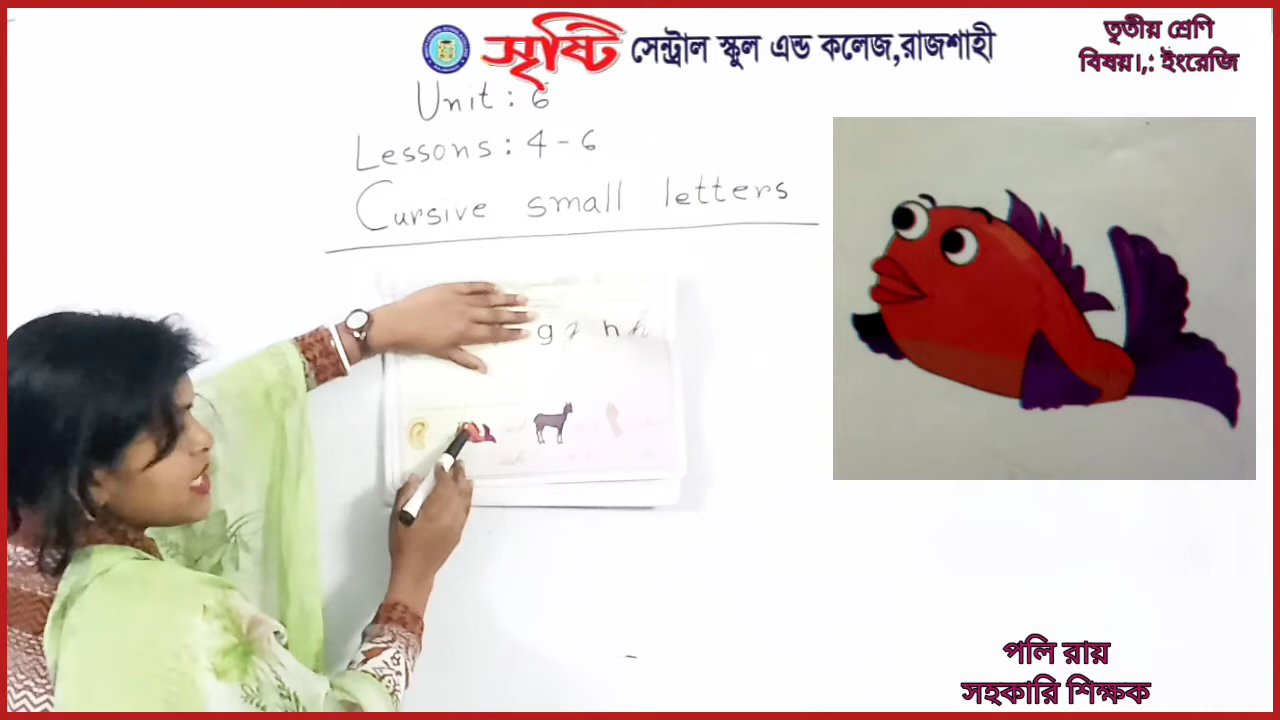 সৃষ্টি সেন্ট্রাল স্কুল এন্ড কলেজ,রাজশাহী
তৃতীয় শ্রেণি
বিষয়।,: ইংরেজি
Unit : 6
Lessons : 4 - 6
Cursive small letters
g g h h
পলি রায়
সহকারি শিক্ষক